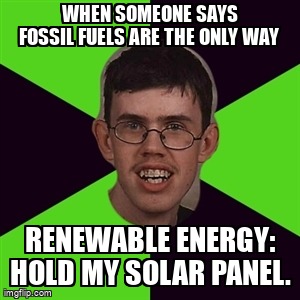 WHEN SOMEONE SAYS
FOSSIL FUELS ARE THE ONLY WAY
RENEWABLE ENERGY:
HOLD MY SOLAR PANEL.
imgflip.com